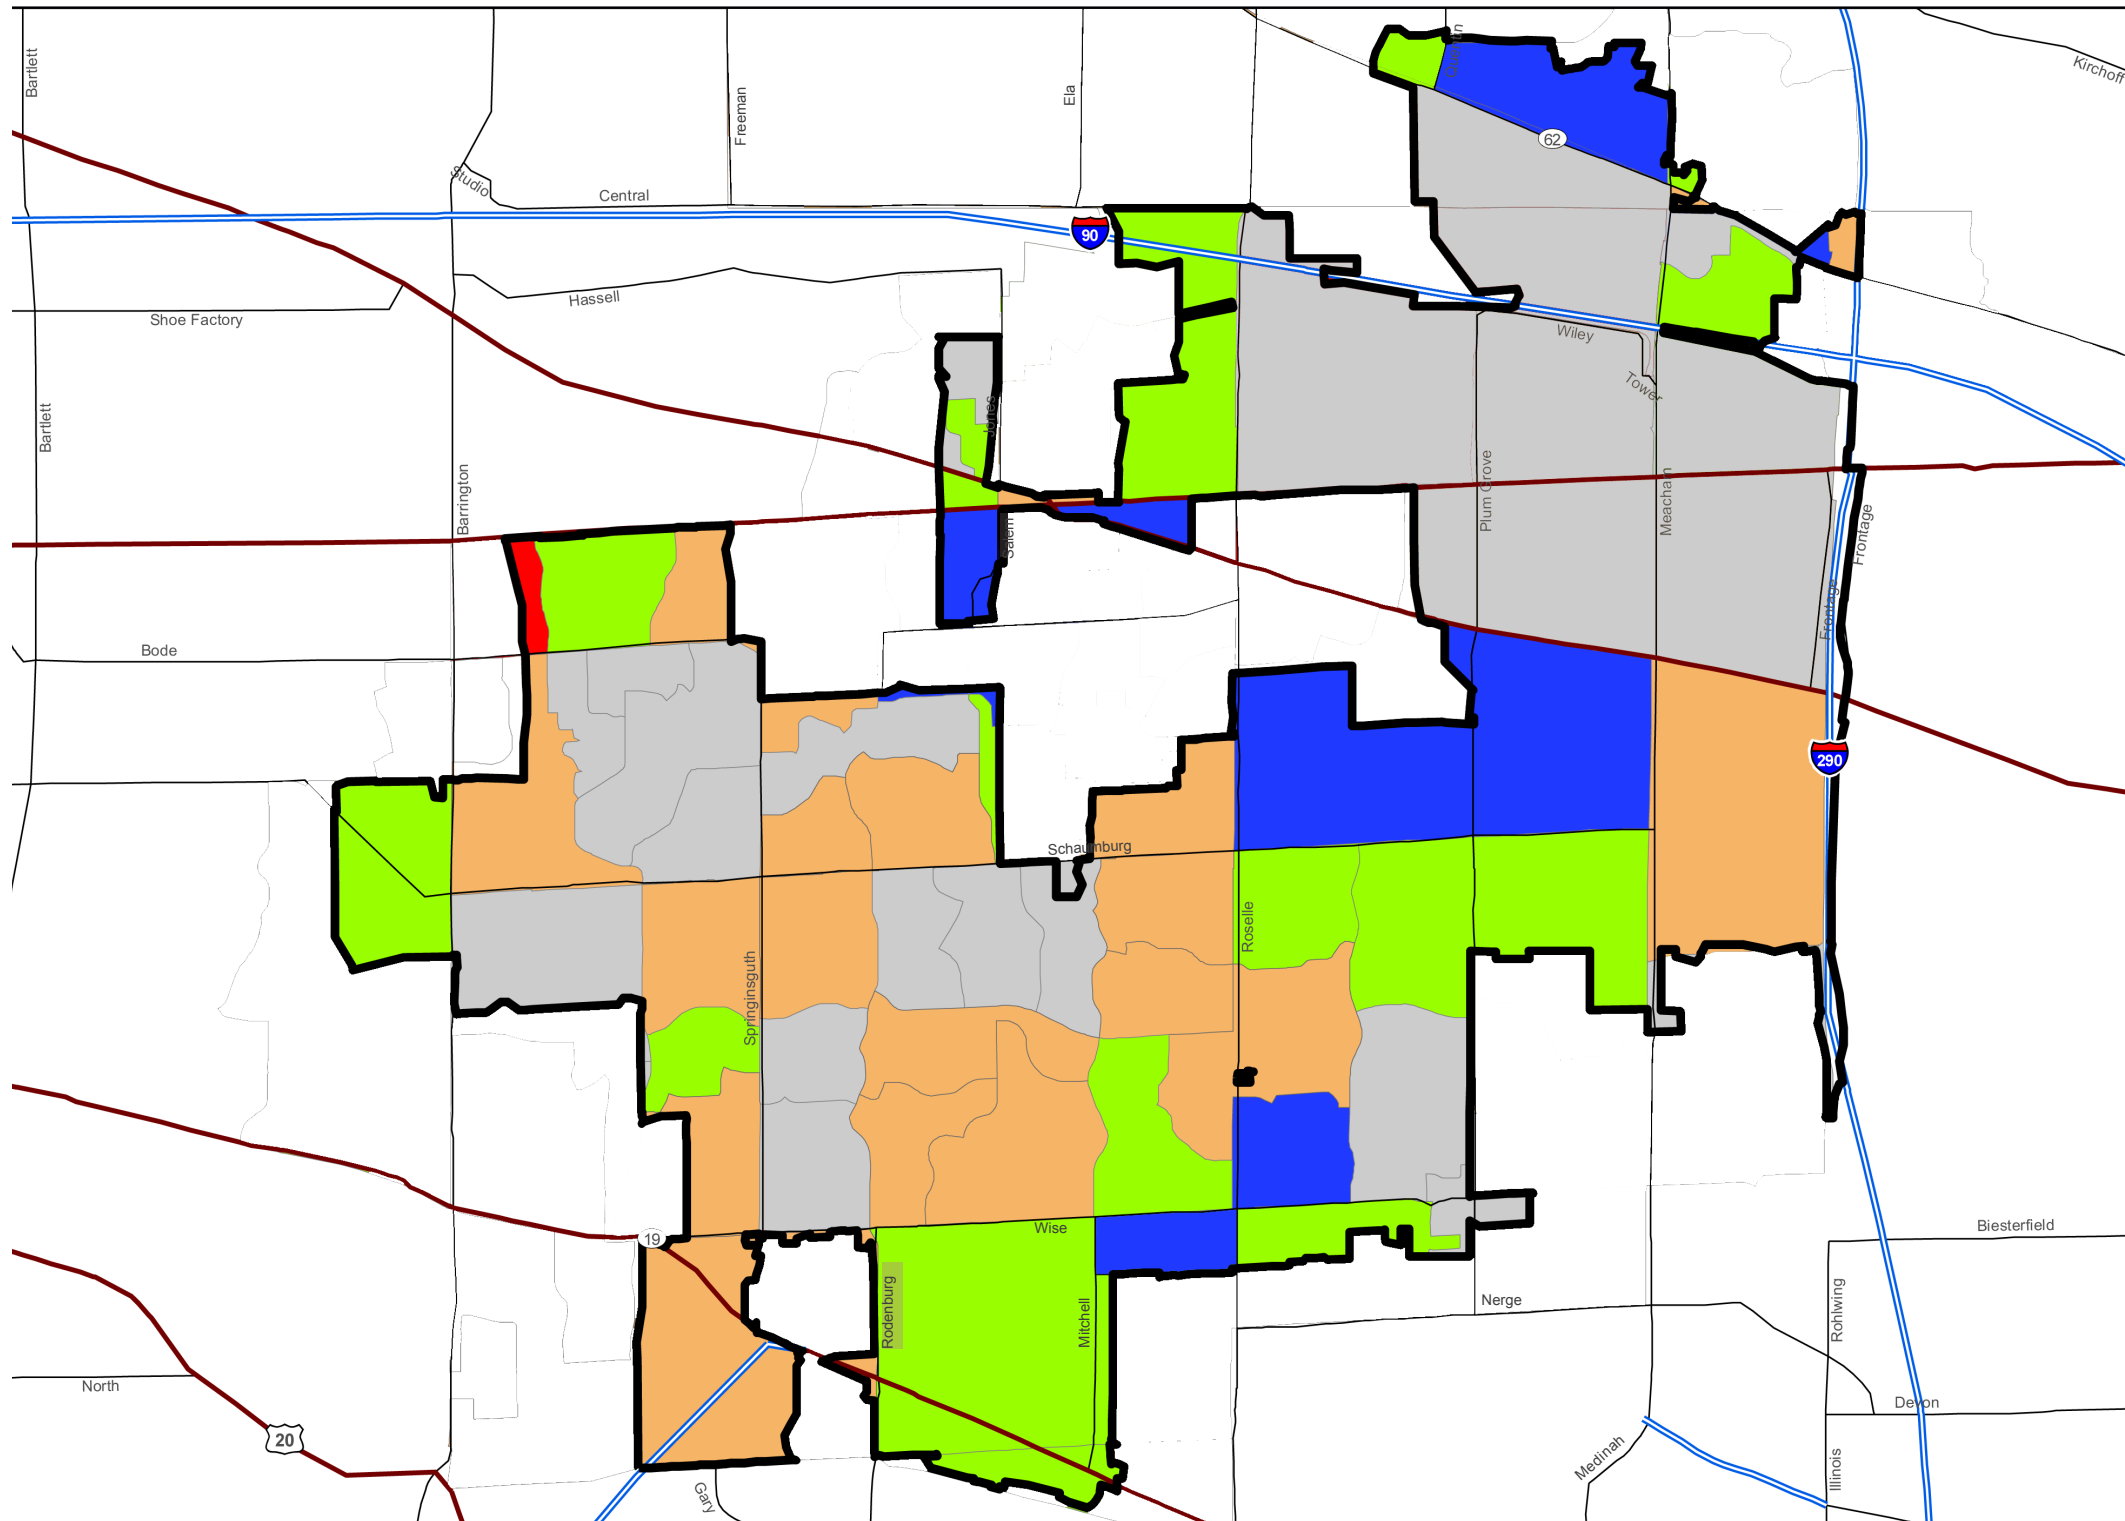 Bartlett
Freeman
Ela
Quentin
Kirchoff
62
Studio
Central
90
Hassell
Shoe Factory
Wiley
Tower
Jones
Bartlett
Barrington
Plum Grove
Meacham
Salem
Frontage
Frontage
Bode
290
Schaumburg
Roselle
Springinsguth
Wise
19
Biesterfield
Rodenburg
Mitchell
Nerge
Rohlwing
North
Devon
20
Medinah
Illinois
Gary